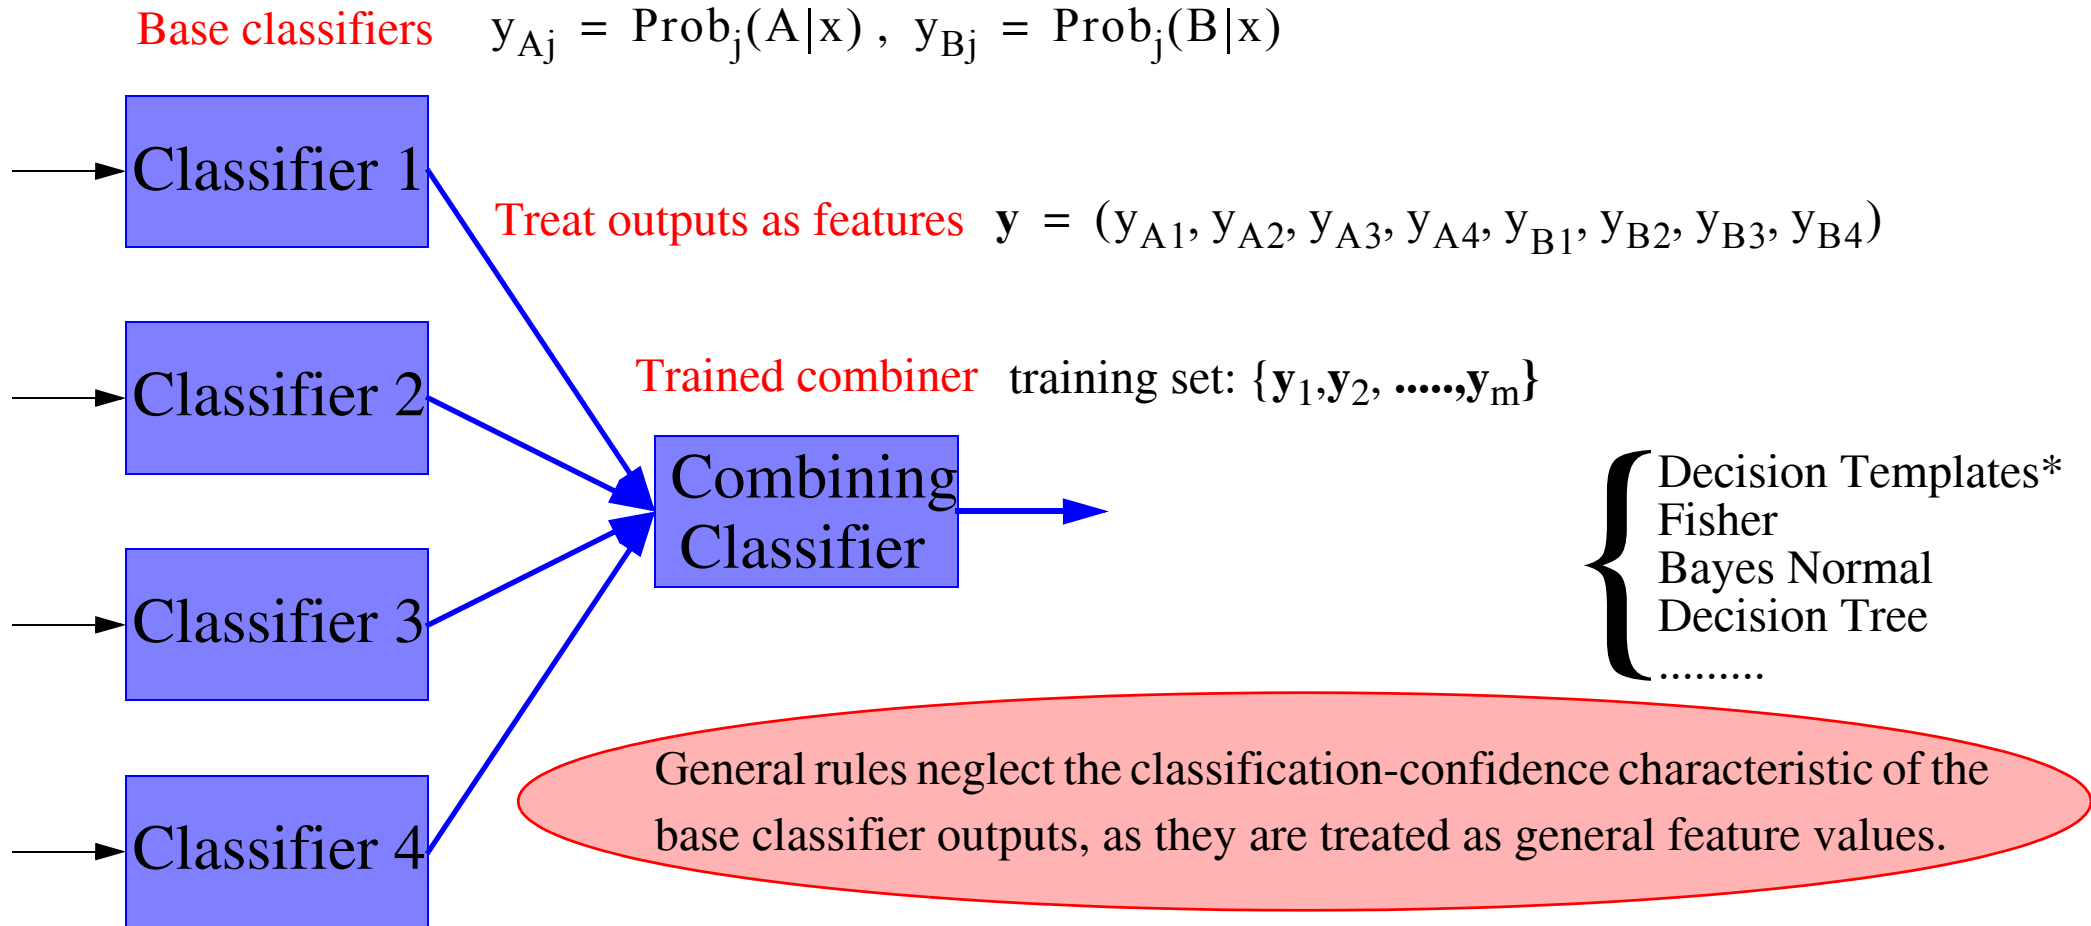 Base classifiers y_Aj = Prob_j(A|x) , y_Bj = Prob_j(B|x)
Classifier 1
Treat outputs as features y = (y_A1, y_A2, y_A3, y_A4, y_B1, y_B2, y_B3, y_B4)
Classifier 2
Trained combiner training set: {y_1,y_2, ......,y_m}
Combining
Classifier
Decision Templates*
Fisher
Bayes Normal
Decision Tree
.........
Classifier 3
General rules neglect the classification-confidence characteristic of the
base classifier outputs, as they are treated as general feature values.
Classifier 4